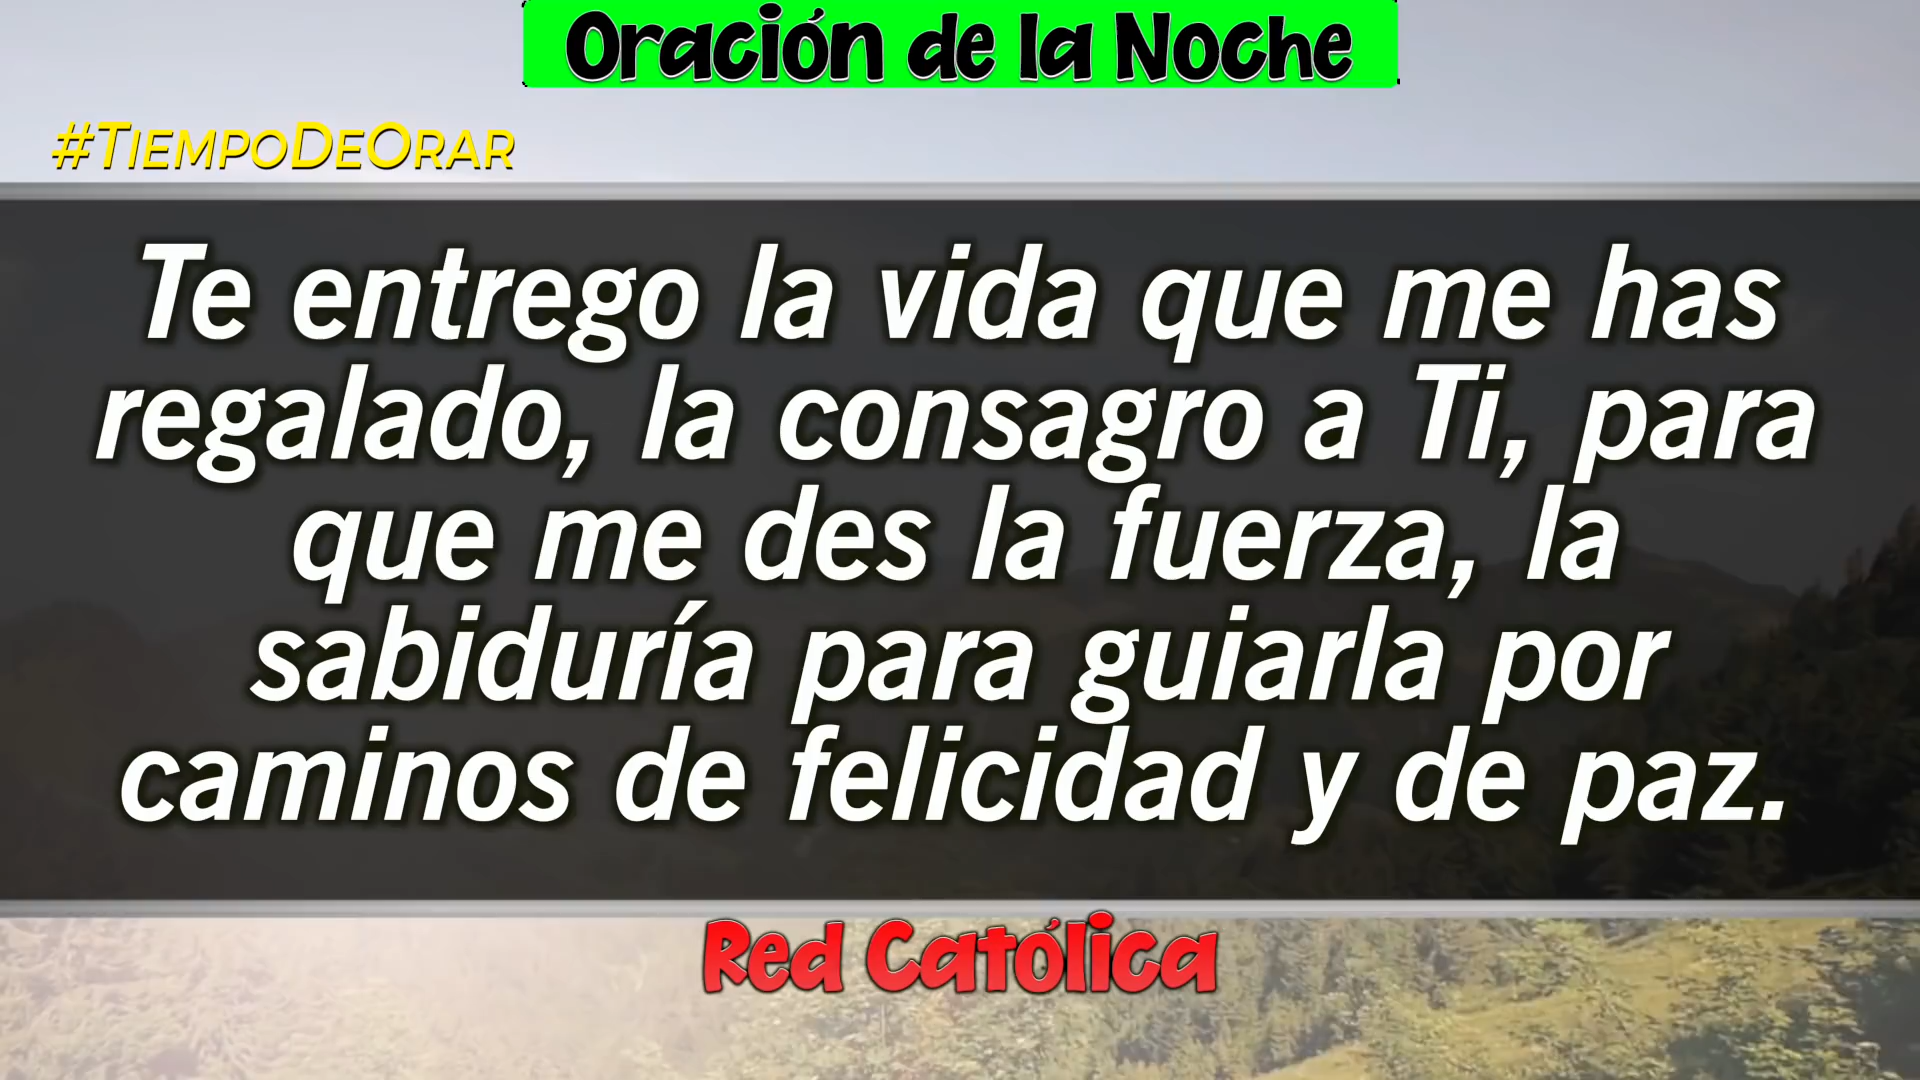 Oración de la Noche
#TiempoDeOrar
Te entrego la vida que me has
regalado, la consagro a Ti, para
que me des la fuerza, la
sabiduría para guiarla por
caminos de felicidad y de paz.
Red Católica